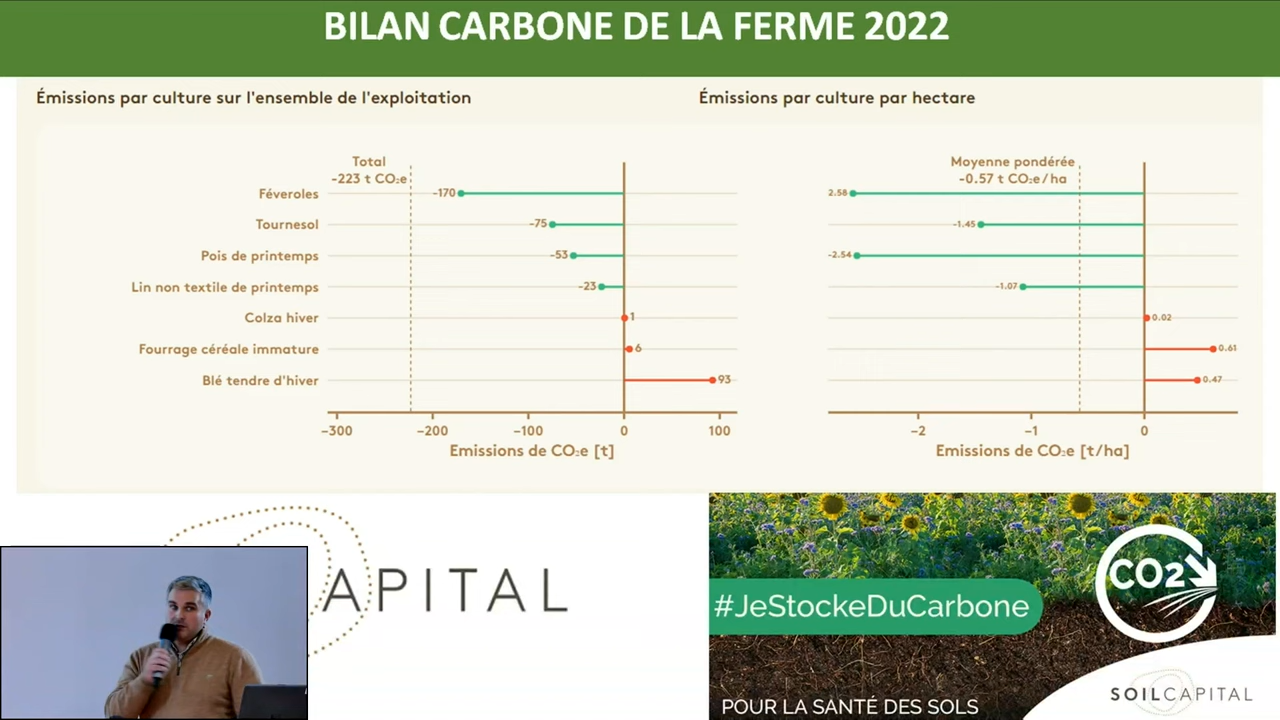 BILAN CARBONE DE LA FERME 2022
Émissions par culture sur l'ensemble de l'exploitation
Total
-223 t CO₂e
Féveroles
-170
Tournesol
-75
Pois de printemps
-53
Lin non textile de printemps
-23
Colza hiver
1
Fourrage céréale immature
6
Blé tendre d'hiver
93
−300 −200 −100 0 100
Emissions de CO₂e [t]
Émissions par culture par hectare
Moyenne pondérée
-0.57 t CO₂e/ha
2.58
-1.45
-2.54
-1.07
0.02
0.61
0.47
−2 −1 0
Emissions de CO₂e [t/ha]
APITAL
CO2
#JeStockeDuCarbone
SOILCAPITAL
POUR LA SANTÉ DES SOLS